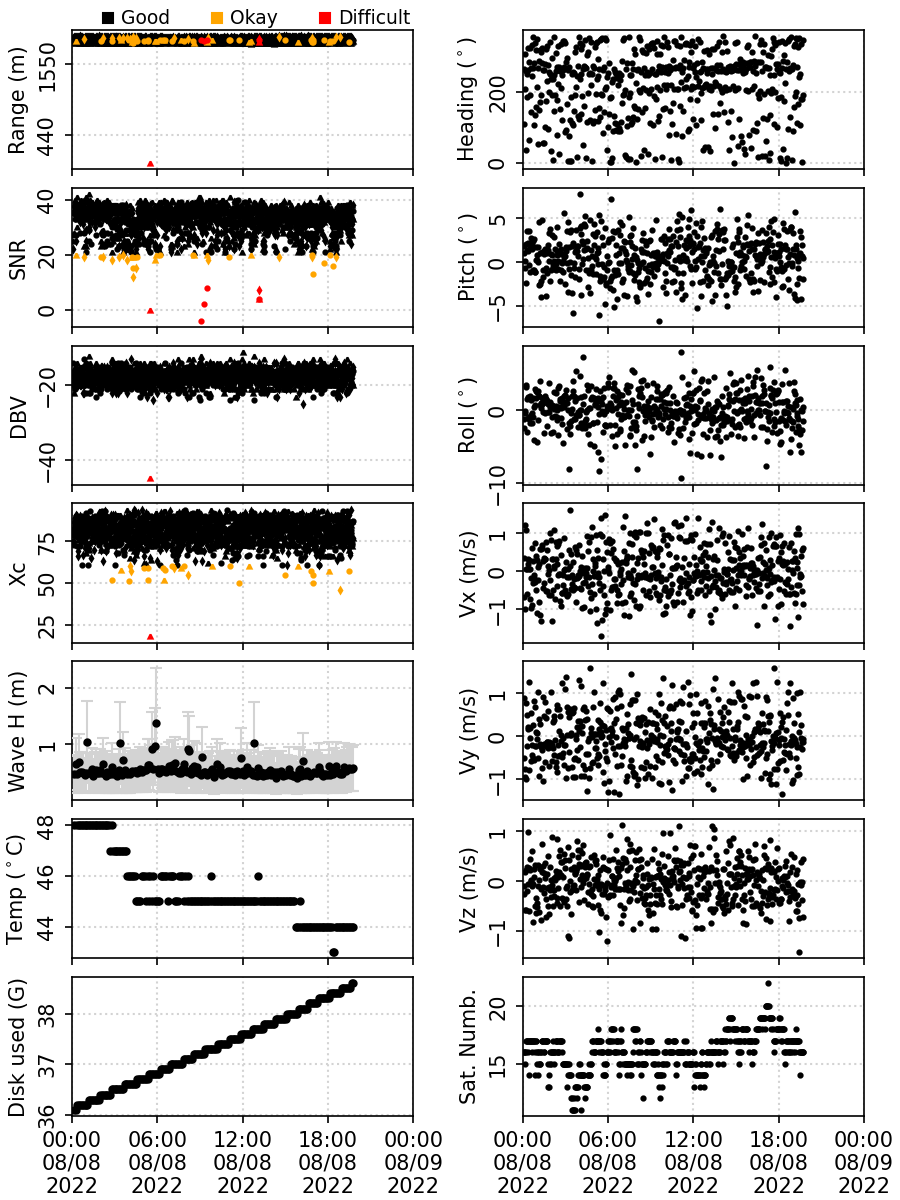 Good Okay Difficult
Range (m)
1550
440
Heading (°)
200
0
SNR
40
20
0
Pitch (°)
5
0
−5
DBV
−20
−40
Roll (°)
0
−10
Xc
75
50
25
Vx (m/s)
1
0
−1
Wave H (m)
2
1
Vy (m/s)
1
0
−1
Temp (°C)
48
46
44
Vz (m/s)
1
0
−1
Disk used (G)
38
37
36
Sat. Numb.
20
15
00:00 06:00 12:00 18:00 00:00
08/08 08/08 08/08 08/08 08/09
2022 2022 2022 2022 2022
00:00 06:00 12:00 18:00 00:00
08/08 08/08 08/08 08/08 08/09
2022 2022 2022 2022 2022